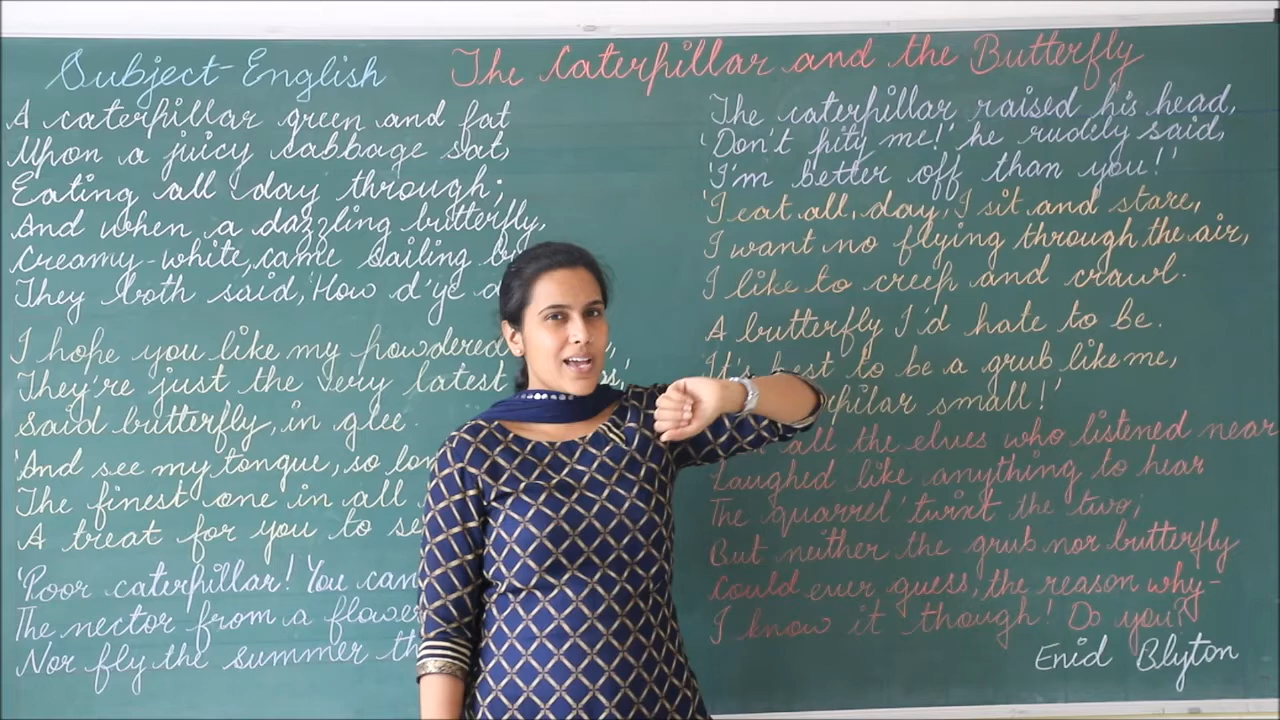 Subject-English
The Caterpillar and the Butterfly
A caterpillar green and fat
Upon a juicy cabbage sat,
Eating all day through;
And when a dazzling butterfly,
Creamy-white, came sailing
They both said, 'How d'ye
I hope you like my powdered
They're just the very latest
Said butterfly, in glee.
'And see my tongue, so
The finest one in all
A treat for you to
'Poor caterpillar! You can
The nector from a flower
Nor fly the summer
The caterpillar raised his head,
'Don't pity me!' he rudely said,
'I'm better off than you!'
'I eat all, day, I sit and stare,
I want no flying through the air,
I like to creep and crawl.
A butterfly I'd hate to be.
It's best to be a grub like me,
small!'
all the elves who listened near
Laughed like anything to hear
The quarrel 'twixt the two;
But neither the grub nor butterfly
Could ever guess, the reason why-
I know it though! Do you?
Enid Blyton